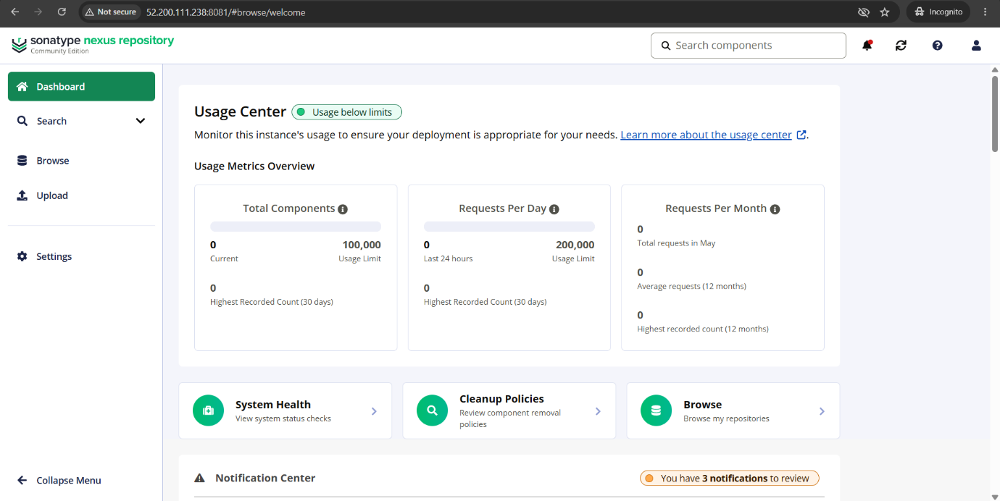 Not secure
52.200.111.238:8081/#browse/welcome
Incognito
sonatype nexus repository
Community Edition
Search components
Dashboard
Search
Browse
Upload
Settings
Collapse Menu
Usage Center
Usage below limits
Monitor this instance's usage to ensure your deployment is appropriate for your needs. Learn more about the usage center.
Usage Metrics Overview
Total Components
0 100,000
Current Usage Limit
0
Highest Recorded Count (30 days)
Requests Per Day
0 200,000
Last 24 hours Usage Limit
0
Highest Recorded Count (30 days)
Requests Per Month
0
Total requests in May
0
Average requests (12 months)
0
Highest recorded count (12 months)
System Health
View system status checks
Cleanup Policies
Review component removal
policies
Browse
Browse my repositories
Notification Center
You have 3 notifications to review